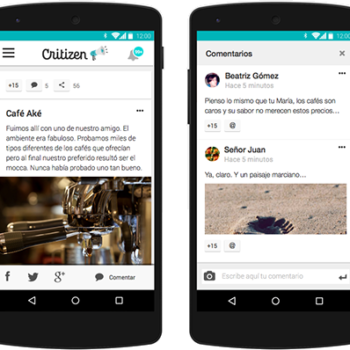 12:00
Critizen
99+
+15
5
56
Café Aké
Fuimos allí con uno de nuestro amigo. El
ambiente era fabuloso. Probamos miles de
tipos diferentes de los cafés que ofrecían
pero al final nuestro preferido resultó ser el
mocca. Nunca habla probado uno tan bueno.
f
g+
Comentar
12:00
Comentarios
×
Beatriz Gómez
Hace 5 minutos
Pienso lo mismo que tu María, los cafés son
caros y su sabor no merecen estos precios...
+15
@
Señor Juan
Hace 5 minutos
Ya, claro. Y un paisaje marciano...
+15
@
Escribe aquí tu comentario